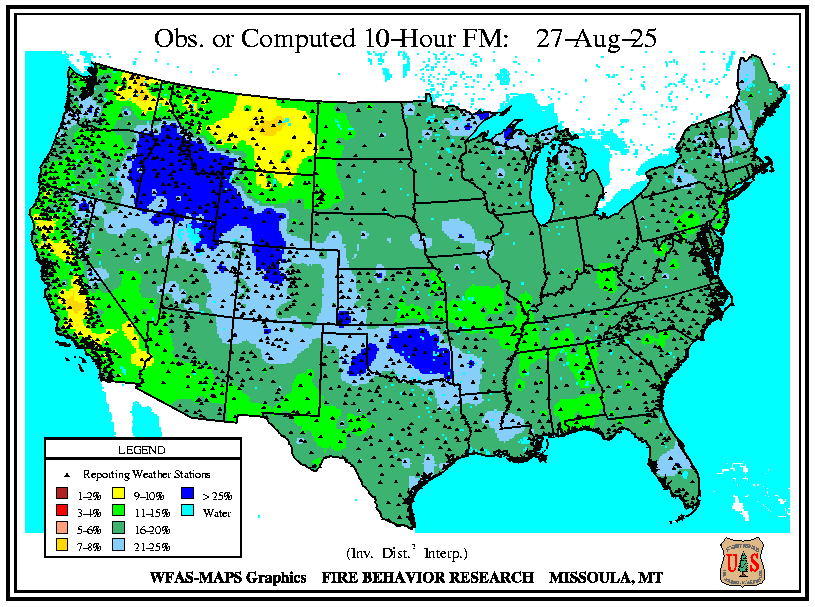 Obs. or Computed 10-Hour FM: 27-Aug-25
LEGEND
Reporting Weather Stations
1-2% 9-10% > 25%
3-4% 11-15% Water
5-6% 16-20%
7-8% 21-25%
(Inv. Dist.² Interp.)
WFAS-MAPS Graphics FIRE BEHAVIOR RESEARCH MISSOULA, MT
U S